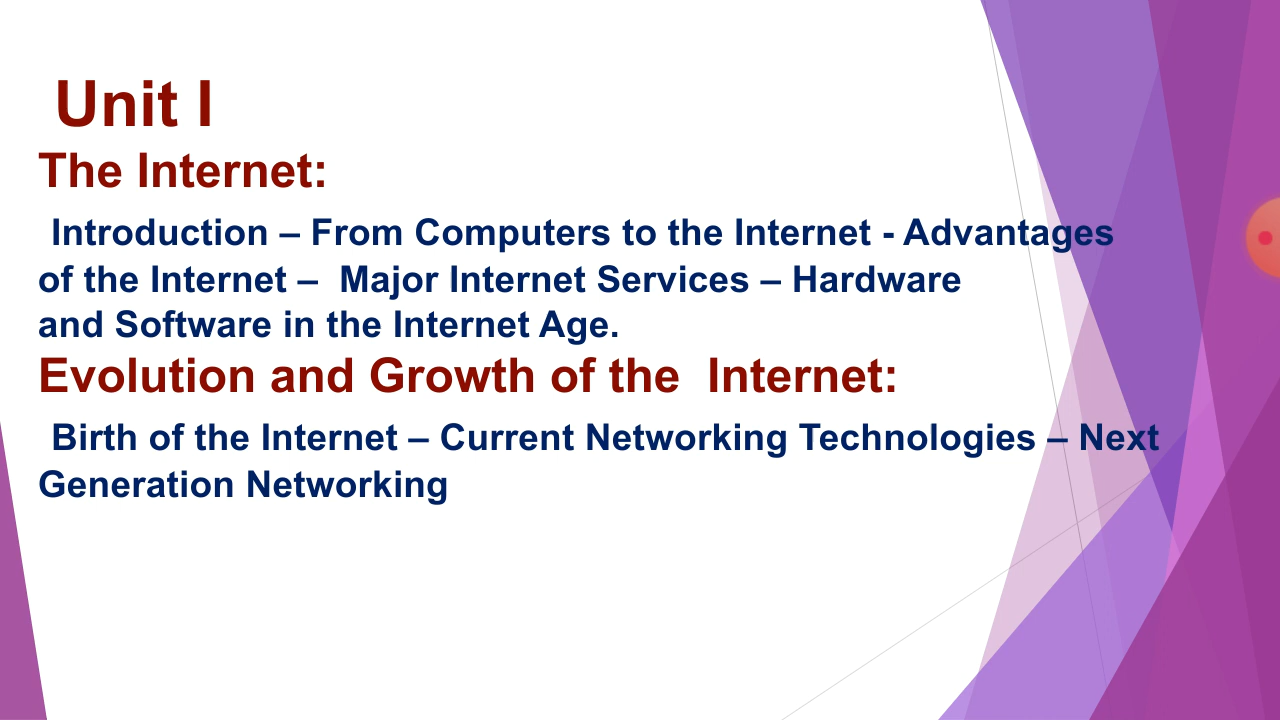 Unit I
The Internet:
Introduction – From Computers to the Internet - Advantages
of the Internet – Major Internet Services – Hardware
and Software in the Internet Age.
Evolution and Growth of the Internet:
Birth of the Internet – Current Networking Technologies – Next
Generation Networking